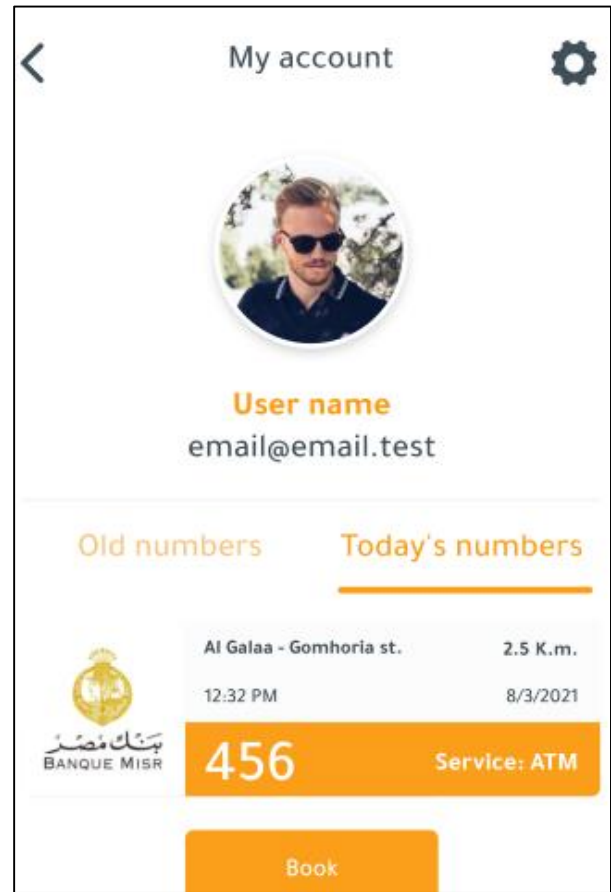 My account
User name
email@email.test
Old numbers Today's numbers
Al Galaa - Gomhoria st. 2.5 K.m.
12:32 PM 8/3/2021
بنك مصر
BANQUE MISR
456 Service: ATM
Book